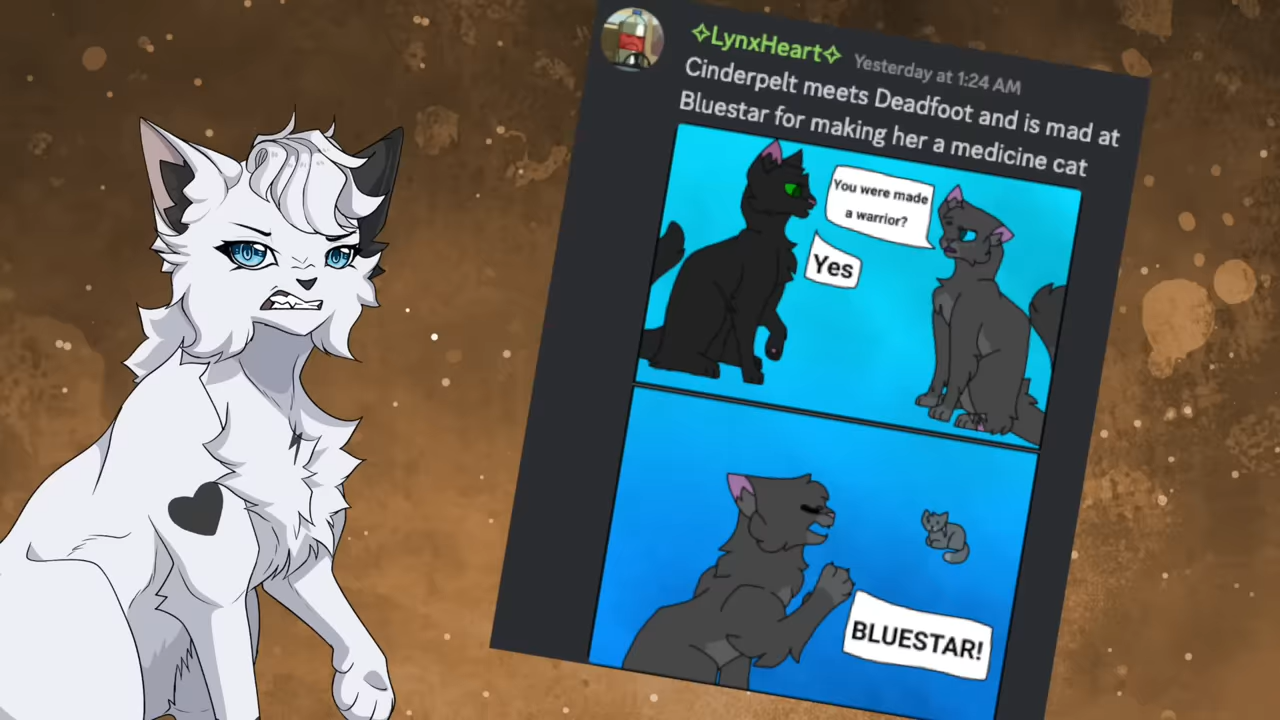 ✧LynxHeart✧ Yesterday at 1:24 AM
Cinderpelt meets Deadfoot and is mad at
Bluestar for making her a medicine cat
You were made
a warrior?
Yes
BLUESTAR!